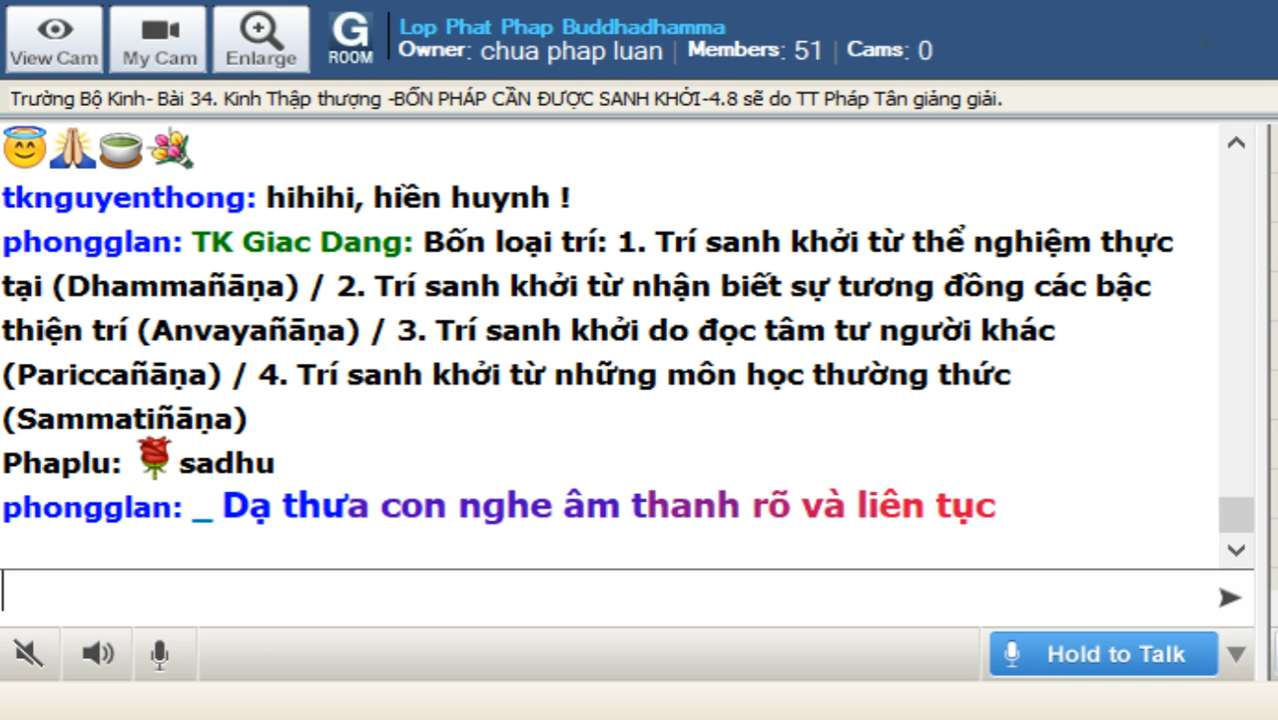 View Cam
My Cam
Enlarge
G ROOM
Lop Phat Phap Buddhadhamma
Owner: chua phap luan | Members: 51 | Cams: 0
Trường Bộ Kinh- Bài 34. Kinh Thập thượng -BỐN PHÁP CẦN ĐƯỢC SANH KHỞI-4.8 sẽ do TT Pháp Tân giảng giải.
tknguyenthong: hihihi, hiền huynh !
phongglan: TK Giac Dang: Bốn loại trí: 1. Trí sanh khởi từ thể nghiệm thực
tại (Dhammañāṇa) / 2. Trí sanh khởi từ nhận biết sự tương đồng các bậc
thiện trí (Anvayañāṇa) / 3. Trí sanh khởi do đọc tâm tư người khác
(Pariccañāṇa) / 4. Trí sanh khởi từ những môn học thường thức
(Sammatiñāṇa)
Phaplu: sadhu
phongglan: _ Dạ thưa con nghe âm thanh rõ và liên tục
Hold to Talk